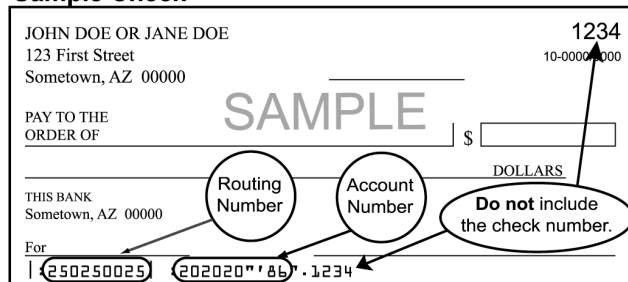 Sample Check
JOHN DOE OR JANE DOE 1234
123 First Street 10-0000/0000
Sometown, AZ 00000
SAMPLE
PAY TO THE
ORDER OF $
DOLLARS
THIS BANK
Sometown, AZ 00000
Routing
Number
Account
Number
Do not include
the check number.
For
|:250250025|:202020"'86".1234